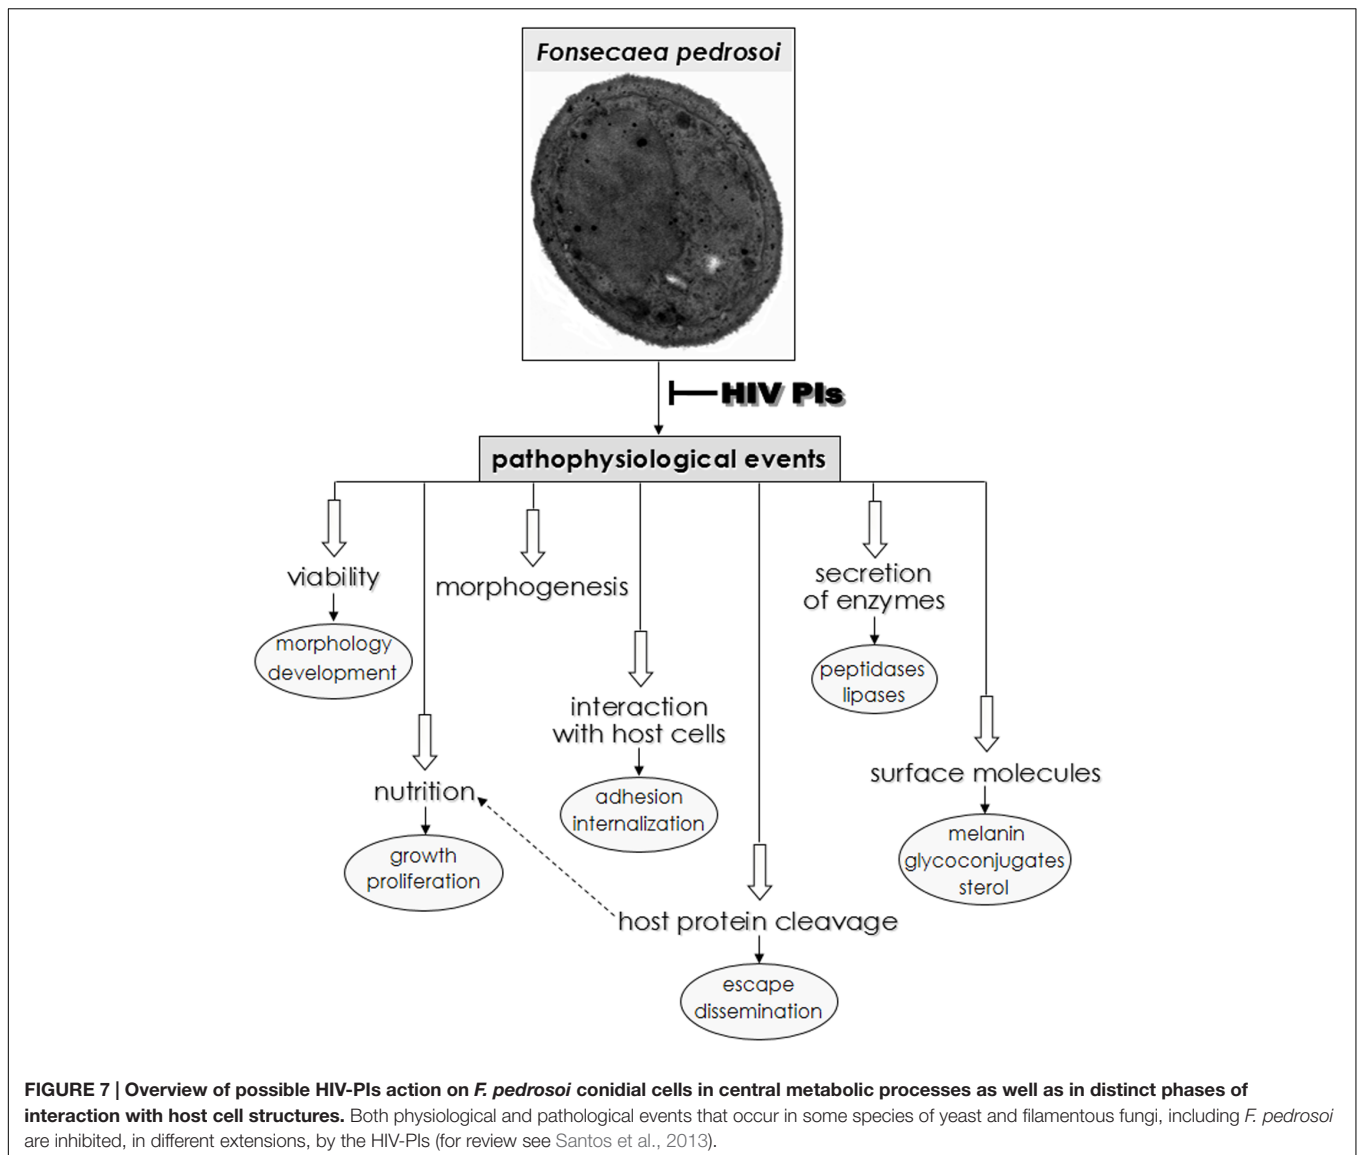 Fonsecaea pedrosoi
HIV PIs
pathophysiological events
viability
morphology
development
nutrition
growth
proliferation
morphogenesis
interaction
with host cells
adhesion
internalization
host protein cleavage
escape
dissemination
secretion
of enzymes
peptidases
lipases
surface molecules
melanin
glycoconjugates
sterol
FIGURE 7 | Overview of possible HIV-PIs action on F. pedrosoi conidial cells in central metabolic processes as well as in distinct phases of
interaction with host cell structures. Both physiological and pathological events that occur in some species of yeast and filamentous fungi, including F. pedrosoi
are inhibited, in different extensions, by the HIV-PIs (for review see Santos et al., 2013).